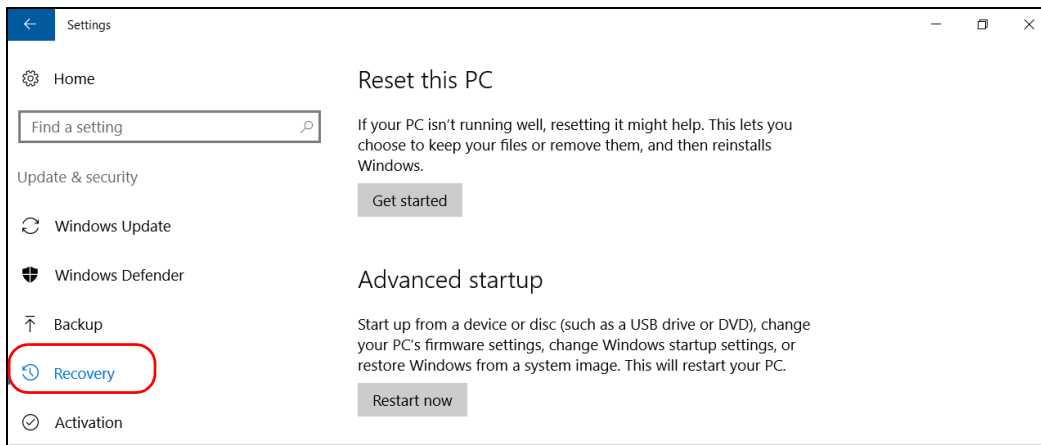 Settings
Home
Find a setting
Update & security
Windows Update
Windows Defender
Backup
Recovery
Activation
Reset this PC
If your PC isn't running well, resetting it might help. This lets you
choose to keep your files or remove them, and then reinstalls
Windows.
Get started
Advanced startup
Start up from a device or disc (such as a USB drive or DVD), change
your PC's firmware settings, change Windows startup settings, or
restore Windows from a system image. This will restart your PC.
Restart now